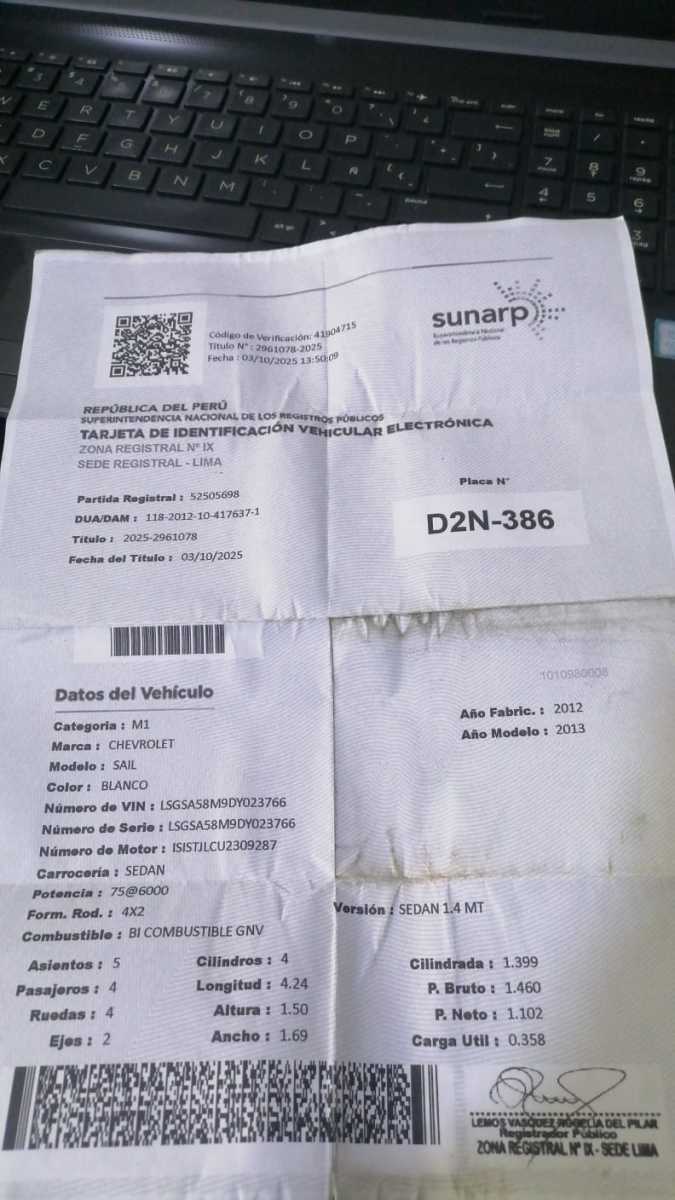 Código de Verificación: 41904715
Título N° : 2961078-2025
Fecha : 03/10/2025 13:50:09
sunarp
Superintendencia Nacional
de los Registros Públicos
REPÚBLICA DEL PERÚ
SUPERINTENDENCIA NACIONAL DE LOS REGISTROS PÚBLICOS
TARJETA DE IDENTIFICACIÓN VEHICULAR ELECTRÓNICA
ZONA REGISTRAL N° IX
SEDE REGISTRAL - LIMA
Partida Registral : 52505698
DUA/DAM : 118-2012-10-417637-1
Título : 2025-2961078
Fecha del Título : 03/10/2025
Placa N°
D2N-386
1010980008
Datos del Vehículo
Categoria : M1
Marca : CHEVROLET
Modelo : SAIL
Color : BLANCO
Número de VIN : LSGSA58M9DY023766
Número de Serie : LSGSA58M9DY023766
Número de Motor : ISISTJLCU2309287
Carrocería : SEDAN
Potencia : 75@6000
Form. Rod. : 4X2
Combustible : BI COMBUSTIBLE GNV
Año Fabric. : 2012
Año Modelo : 2013
Versión : SEDAN 1.4 MT
Asientos : 5
Pasajeros : 4
Ruedas : 4
Ejes : 2
Cilindros : 4
Longitud : 4.24
Altura : 1.50
Ancho : 1.69
Cilindrada : 1.399
P. Bruto : 1.460
P. Neto : 1.102
Carga Util : 0.358
LEMOS VASQUEZ ROGELIA DEL PILAR
Registrador Público
ZONA REGISTRAL N° IX - SEDE LIMA